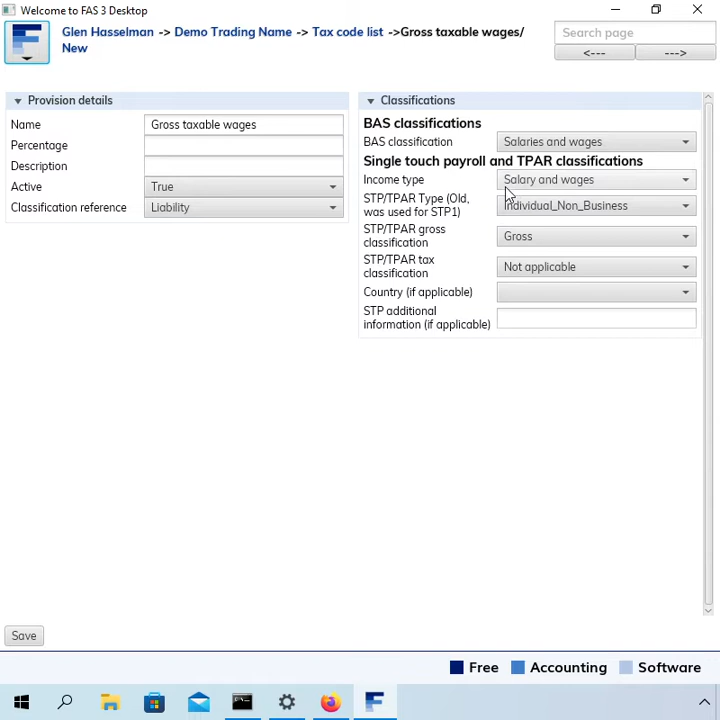 Welcome to FAS 3 Desktop
Glen Hasselman -> Demo Trading Name -> Tax code list ->Gross taxable wages/
New
Search page
<---
--->
Provision details
Name
Gross taxable wages
Percentage
Description
Active
True
Classification reference
Liability
Classifications
BAS classifications
BAS classification
Salaries and wages
Single touch payroll and TPAR classifications
Income type
Salary and wages
STP/TPAR Type (Old,
was used for STP1)
Individual_Non_Business
STP/TPAR gross
classification
Gross
STP/TPAR tax
classification
Not applicable
Country (if applicable)
STP additional
information (if applicable)
Save
Free
Accounting
Software